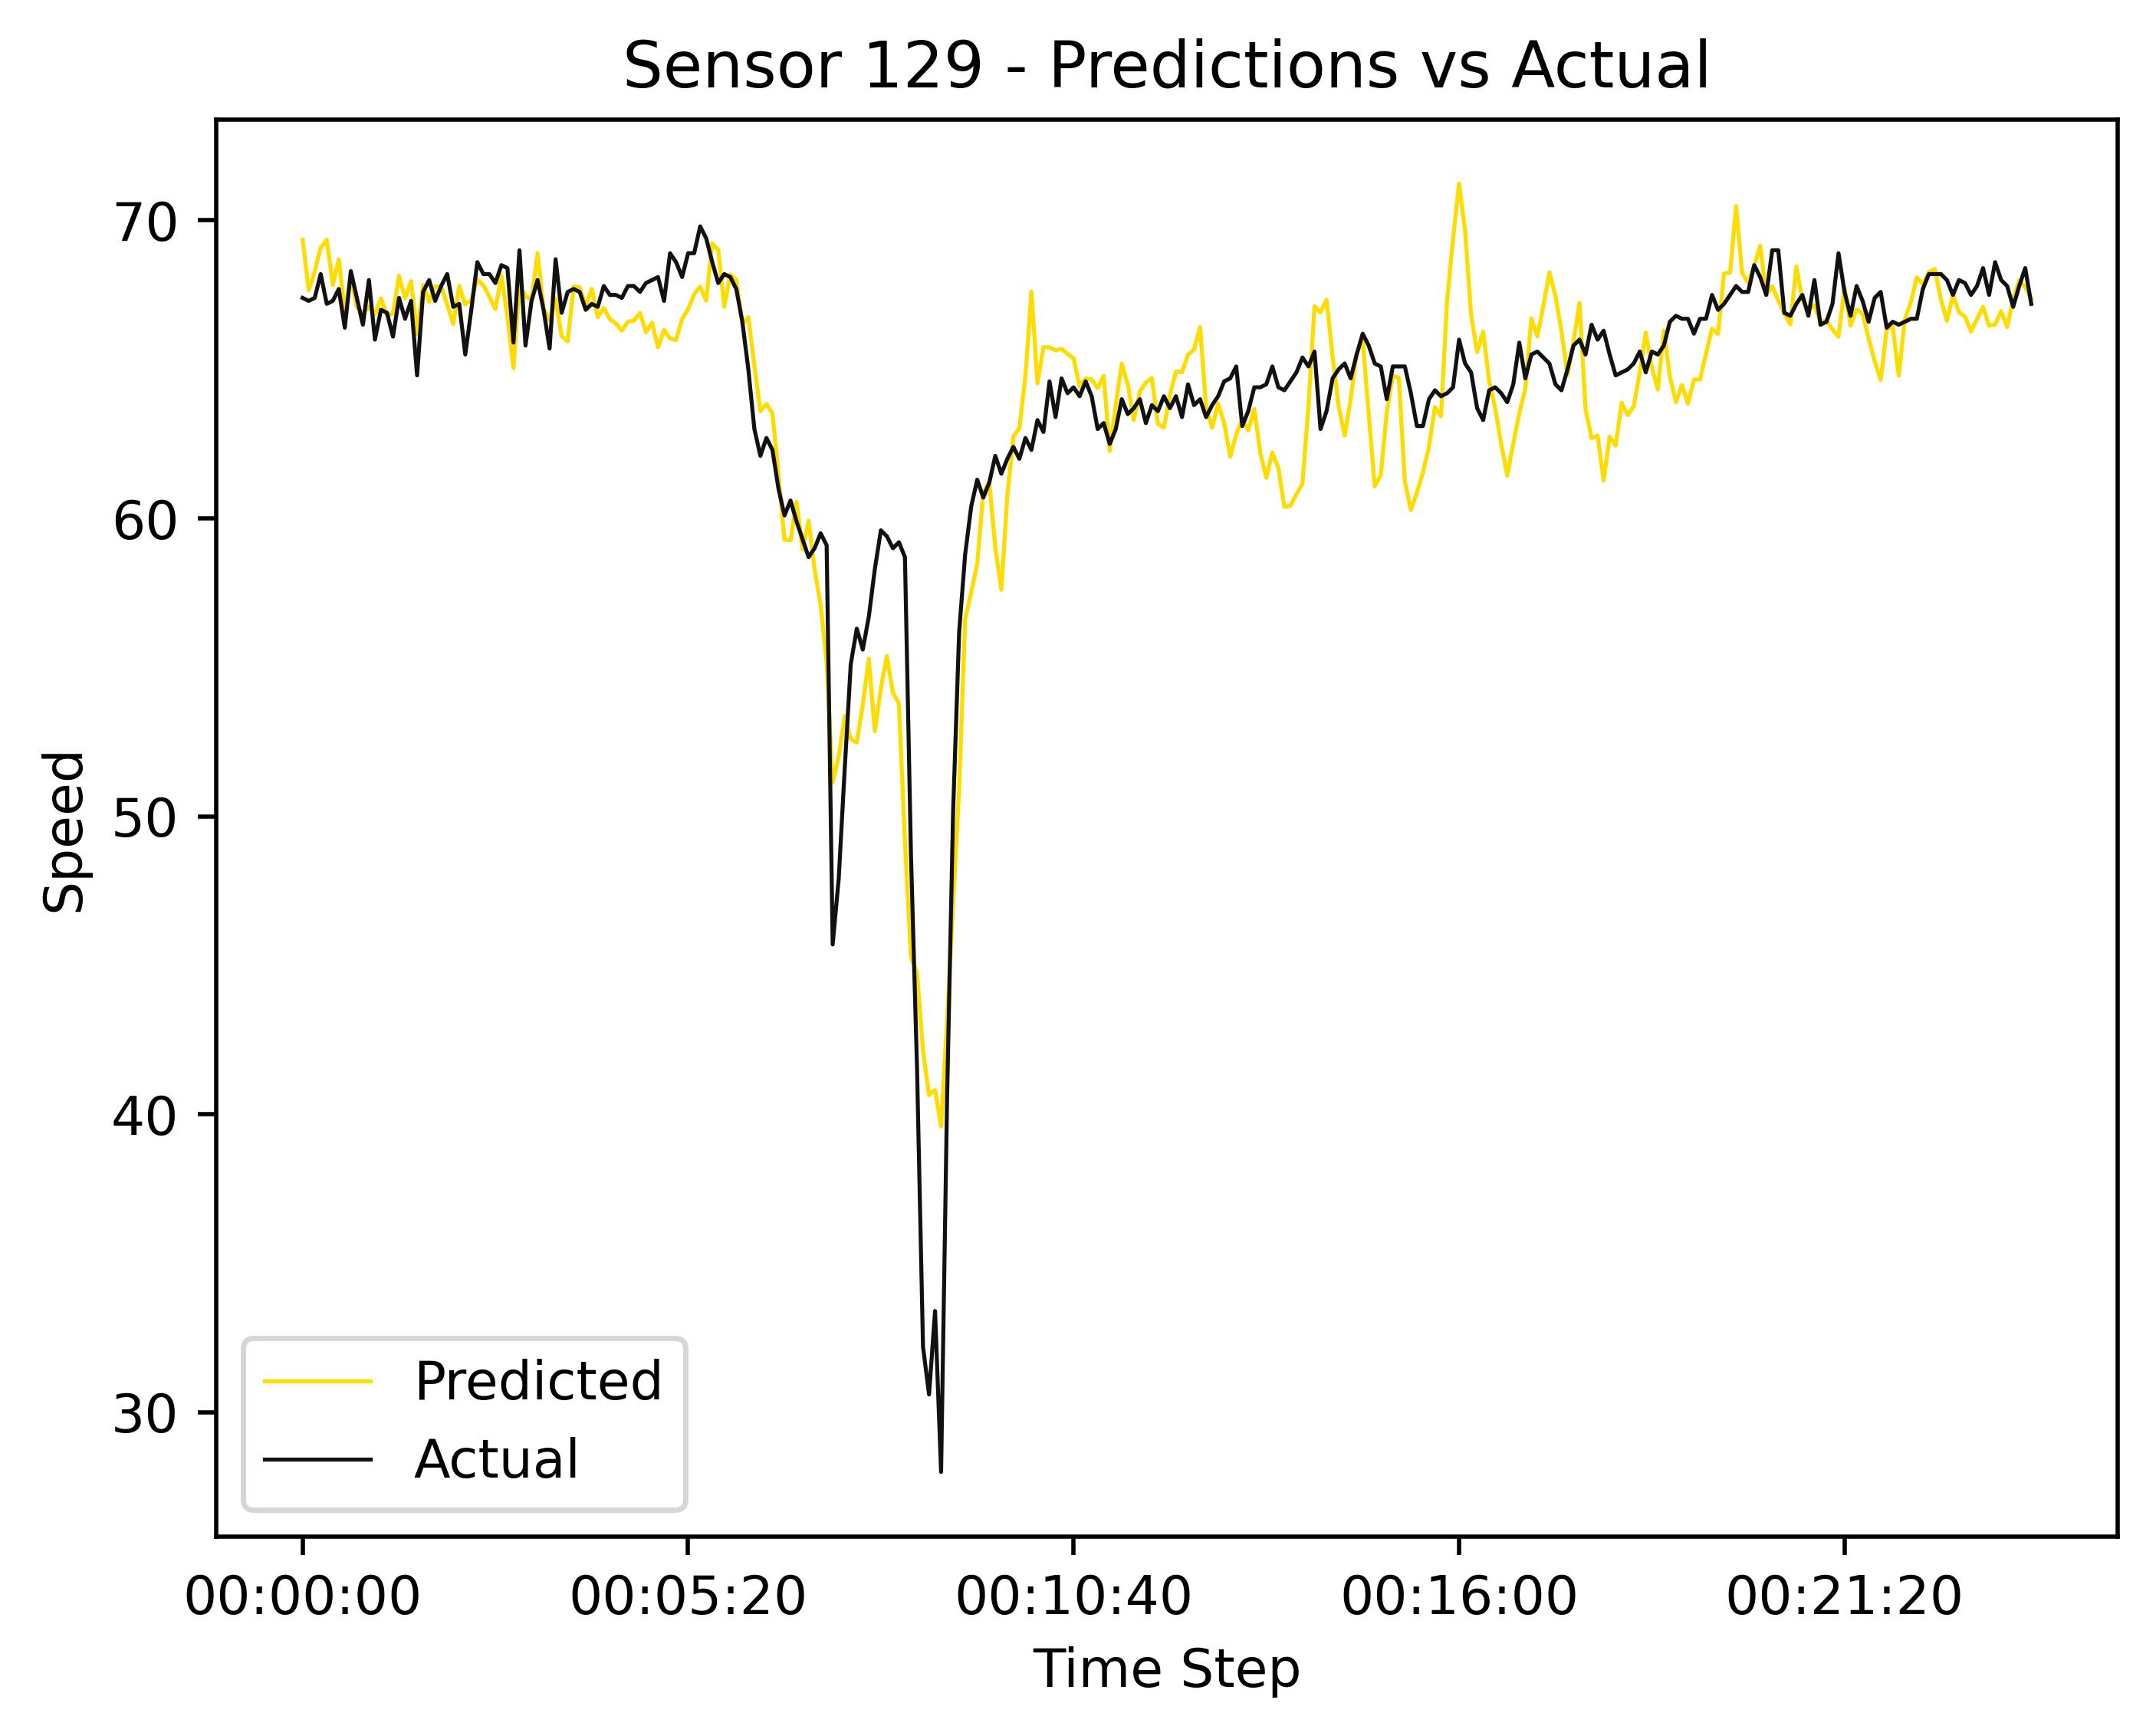 Sensor 129 - Predictions vs Actual
70
60
50
40
30
Speed
Predicted
Actual
00:00:00 00:05:20 00:10:40 00:16:00 00:21:20
Time Step